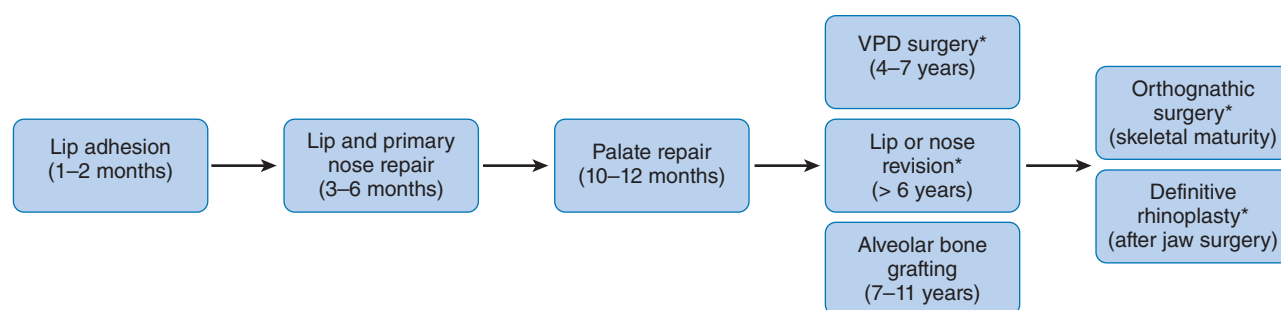 Lip adhesion
(1–2 months)
Lip and primary
nose repair
(3–6 months)
Palate repair
(10–12 months)
VPD surgery*
(4–7 years)
Lip or nose
revision*
(> 6 years)
Alveolar bone
grafting
(7–11 years)
Orthognathic
surgery*
(skeletal maturity)
Definitive
rhinoplasty*
(after jaw surgery)